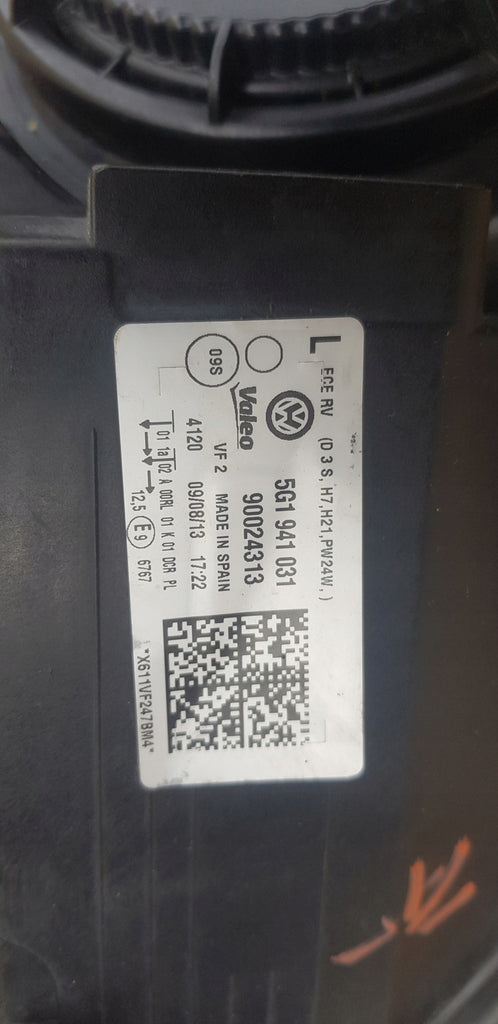 L ECE RV (D 3 S, H7,H21,PW24W,)
5G1 941 031
90024313
Valeo
09S
VF 2 MADE IN SPAIN
4120 09/08/13 17:22
01 1a 02 A 00RL 01 K 01 DCR PL
12,5 E9 6767
*X611VF247BM4*